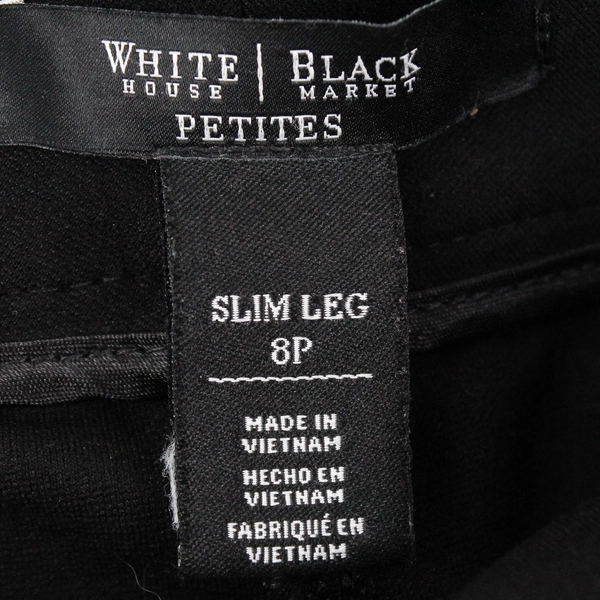 WHITE | BLACK
HOUSE MARKET
PETITES
SLIM LEG
8P
MADE IN
VIETNAM
HECHO EN
VIETNAM
FABRIQUÉ EN
VIETNAM